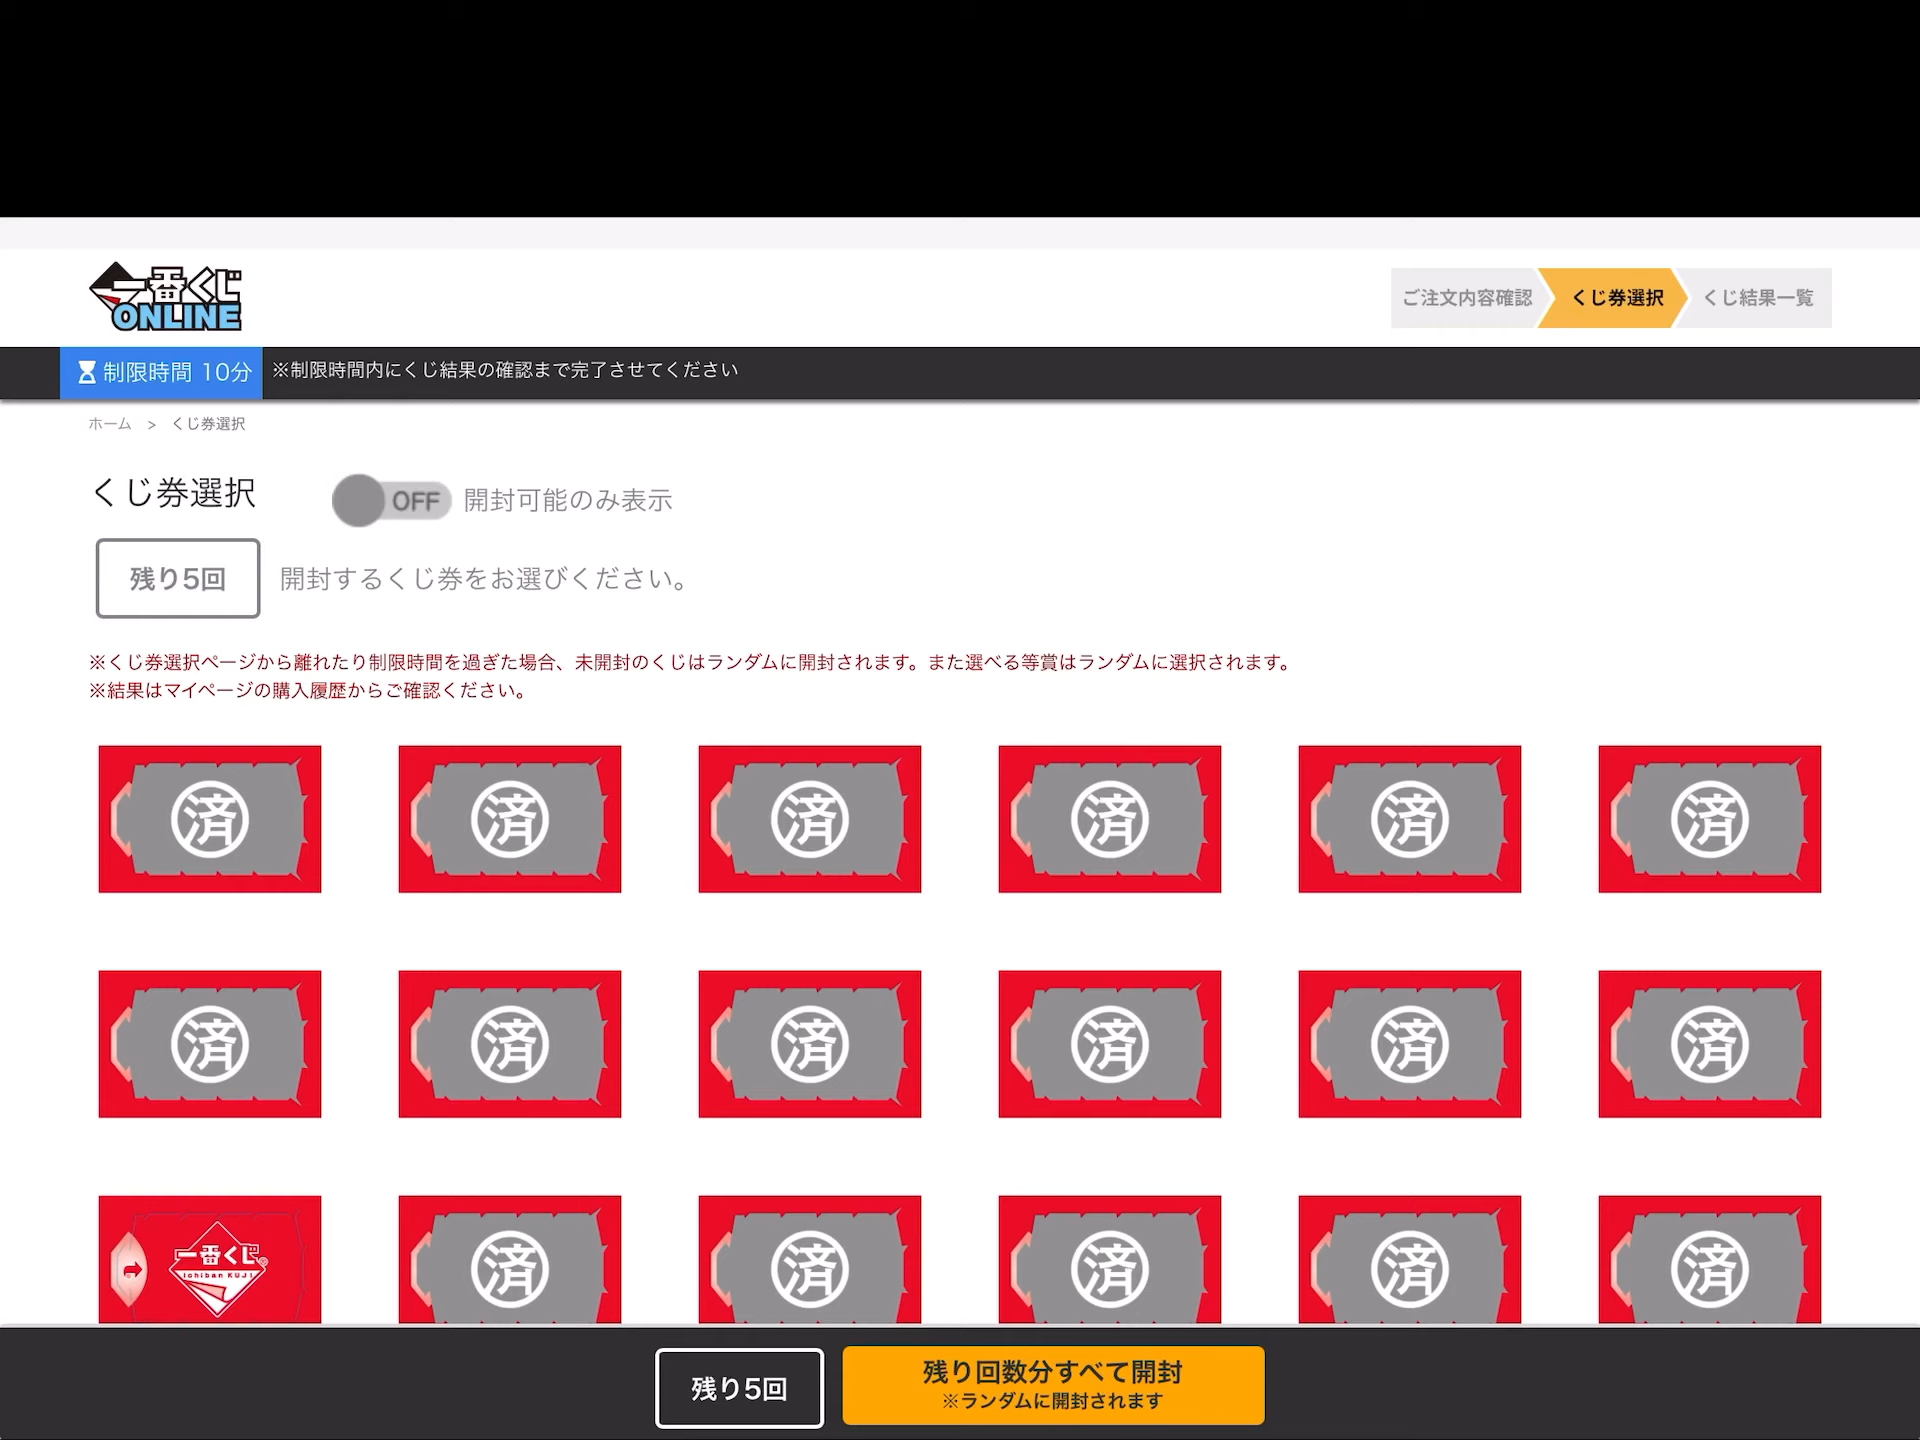 一番くじ
ONLINE
ご注文内容確認
くじ券選択
くじ結果一覧
制限時間 10分
※制限時間内にくじ結果の確認まで完了させてください
ホーム > くじ券選択
くじ券選択
OFF
開封可能のみ表示
残り5回
開封するくじ券をお選びください。
※くじ券選択ページから離れたり制限時間を過ぎた場合、未開封のくじはランダムに開封されます。また選べる等賞はランダムに選択されます。
※結果はマイページの購入履歴からご確認ください。
済 済 済 済 済 済
済 済 済 済 済 済
一番くじ®
Ichiban KUJI
済 済 済 済 済
残り5回
残り回数分すべて開封
※ランダムに開封されます